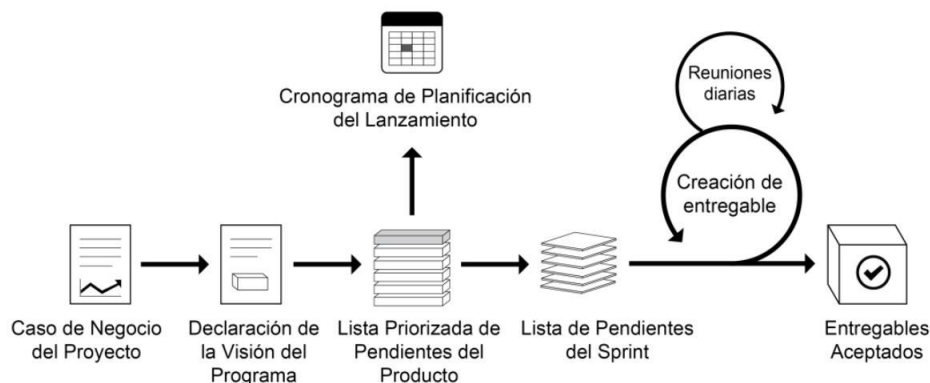 Cronograma de Planificación
del Lanzamiento
Reuniones
diarias
Creación de
entregable
Caso de Negocio
del Proyecto
Declaración de
la Visión del
Programa
Lista Priorizada de
Pendientes del
Producto
Lista de Pendientes
del Sprint
Entregables
Aceptados